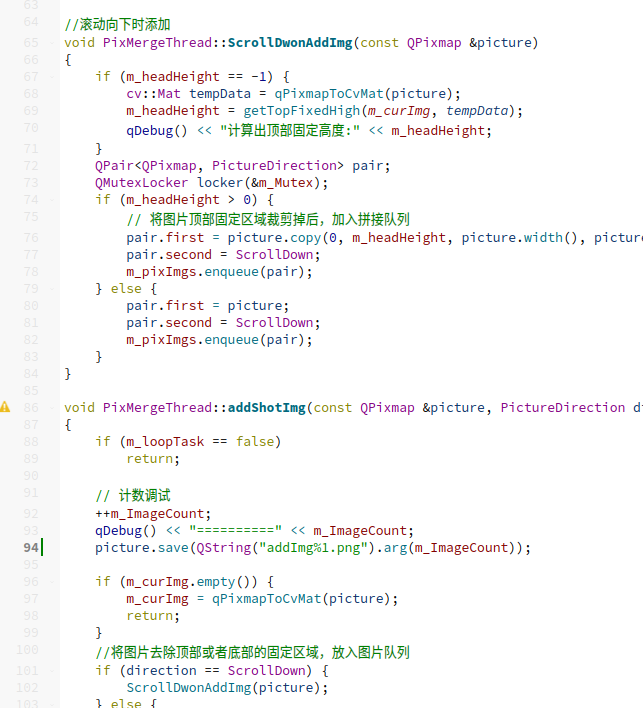 63
64 //滚动向下时添加
65 void PixMergeThread::ScrollDwonAddImg(const QPixmap &picture)
66 {
67 if (m_headHeight == -1) {
68 cv::Mat tempData = qPixmapToCvMat(picture);
69 m_headHeight = getTopFixedHigh(m_curImg, tempData);
70 qDebug() << "计算出顶部固定高度:" << m_headHeight;
71 }
72 QPair<QPixmap, PictureDirection> pair;
73 QMutexLocker locker(&m_Mutex);
74 if (m_headHeight > 0) {
75 // 将图片顶部固定区域裁剪掉后，加入拼接队列
76 pair.first = picture.copy(0, m_headHeight, picture.width(), pictur
77 pair.second = ScrollDown;
78 m_pixImgs.enqueue(pair);
79 } else {
80 pair.first = picture;
81 pair.second = ScrollDown;
82 m_pixImgs.enqueue(pair);
83 }
84 }
85
86 void PixMergeThread::addShotImg(const QPixmap &picture, PictureDirection di
87 {
88 if (m_loopTask == false)
89 return;
90
91 // 计数调试
92 ++m_ImageCount;
93 qDebug() << "==========" << m_ImageCount;
94 picture.save(QString("addImg%1.png").arg(m_ImageCount));
95
96 if (m_curImg.empty()) {
97 m_curImg = qPixmapToCvMat(picture);
98 return;
99 }
100 //将图片去除顶部或者底部的固定区域，放入图片队列
101 if (direction == ScrollDown) {
102 ScrollDwonAddImg(picture);
103 } else {